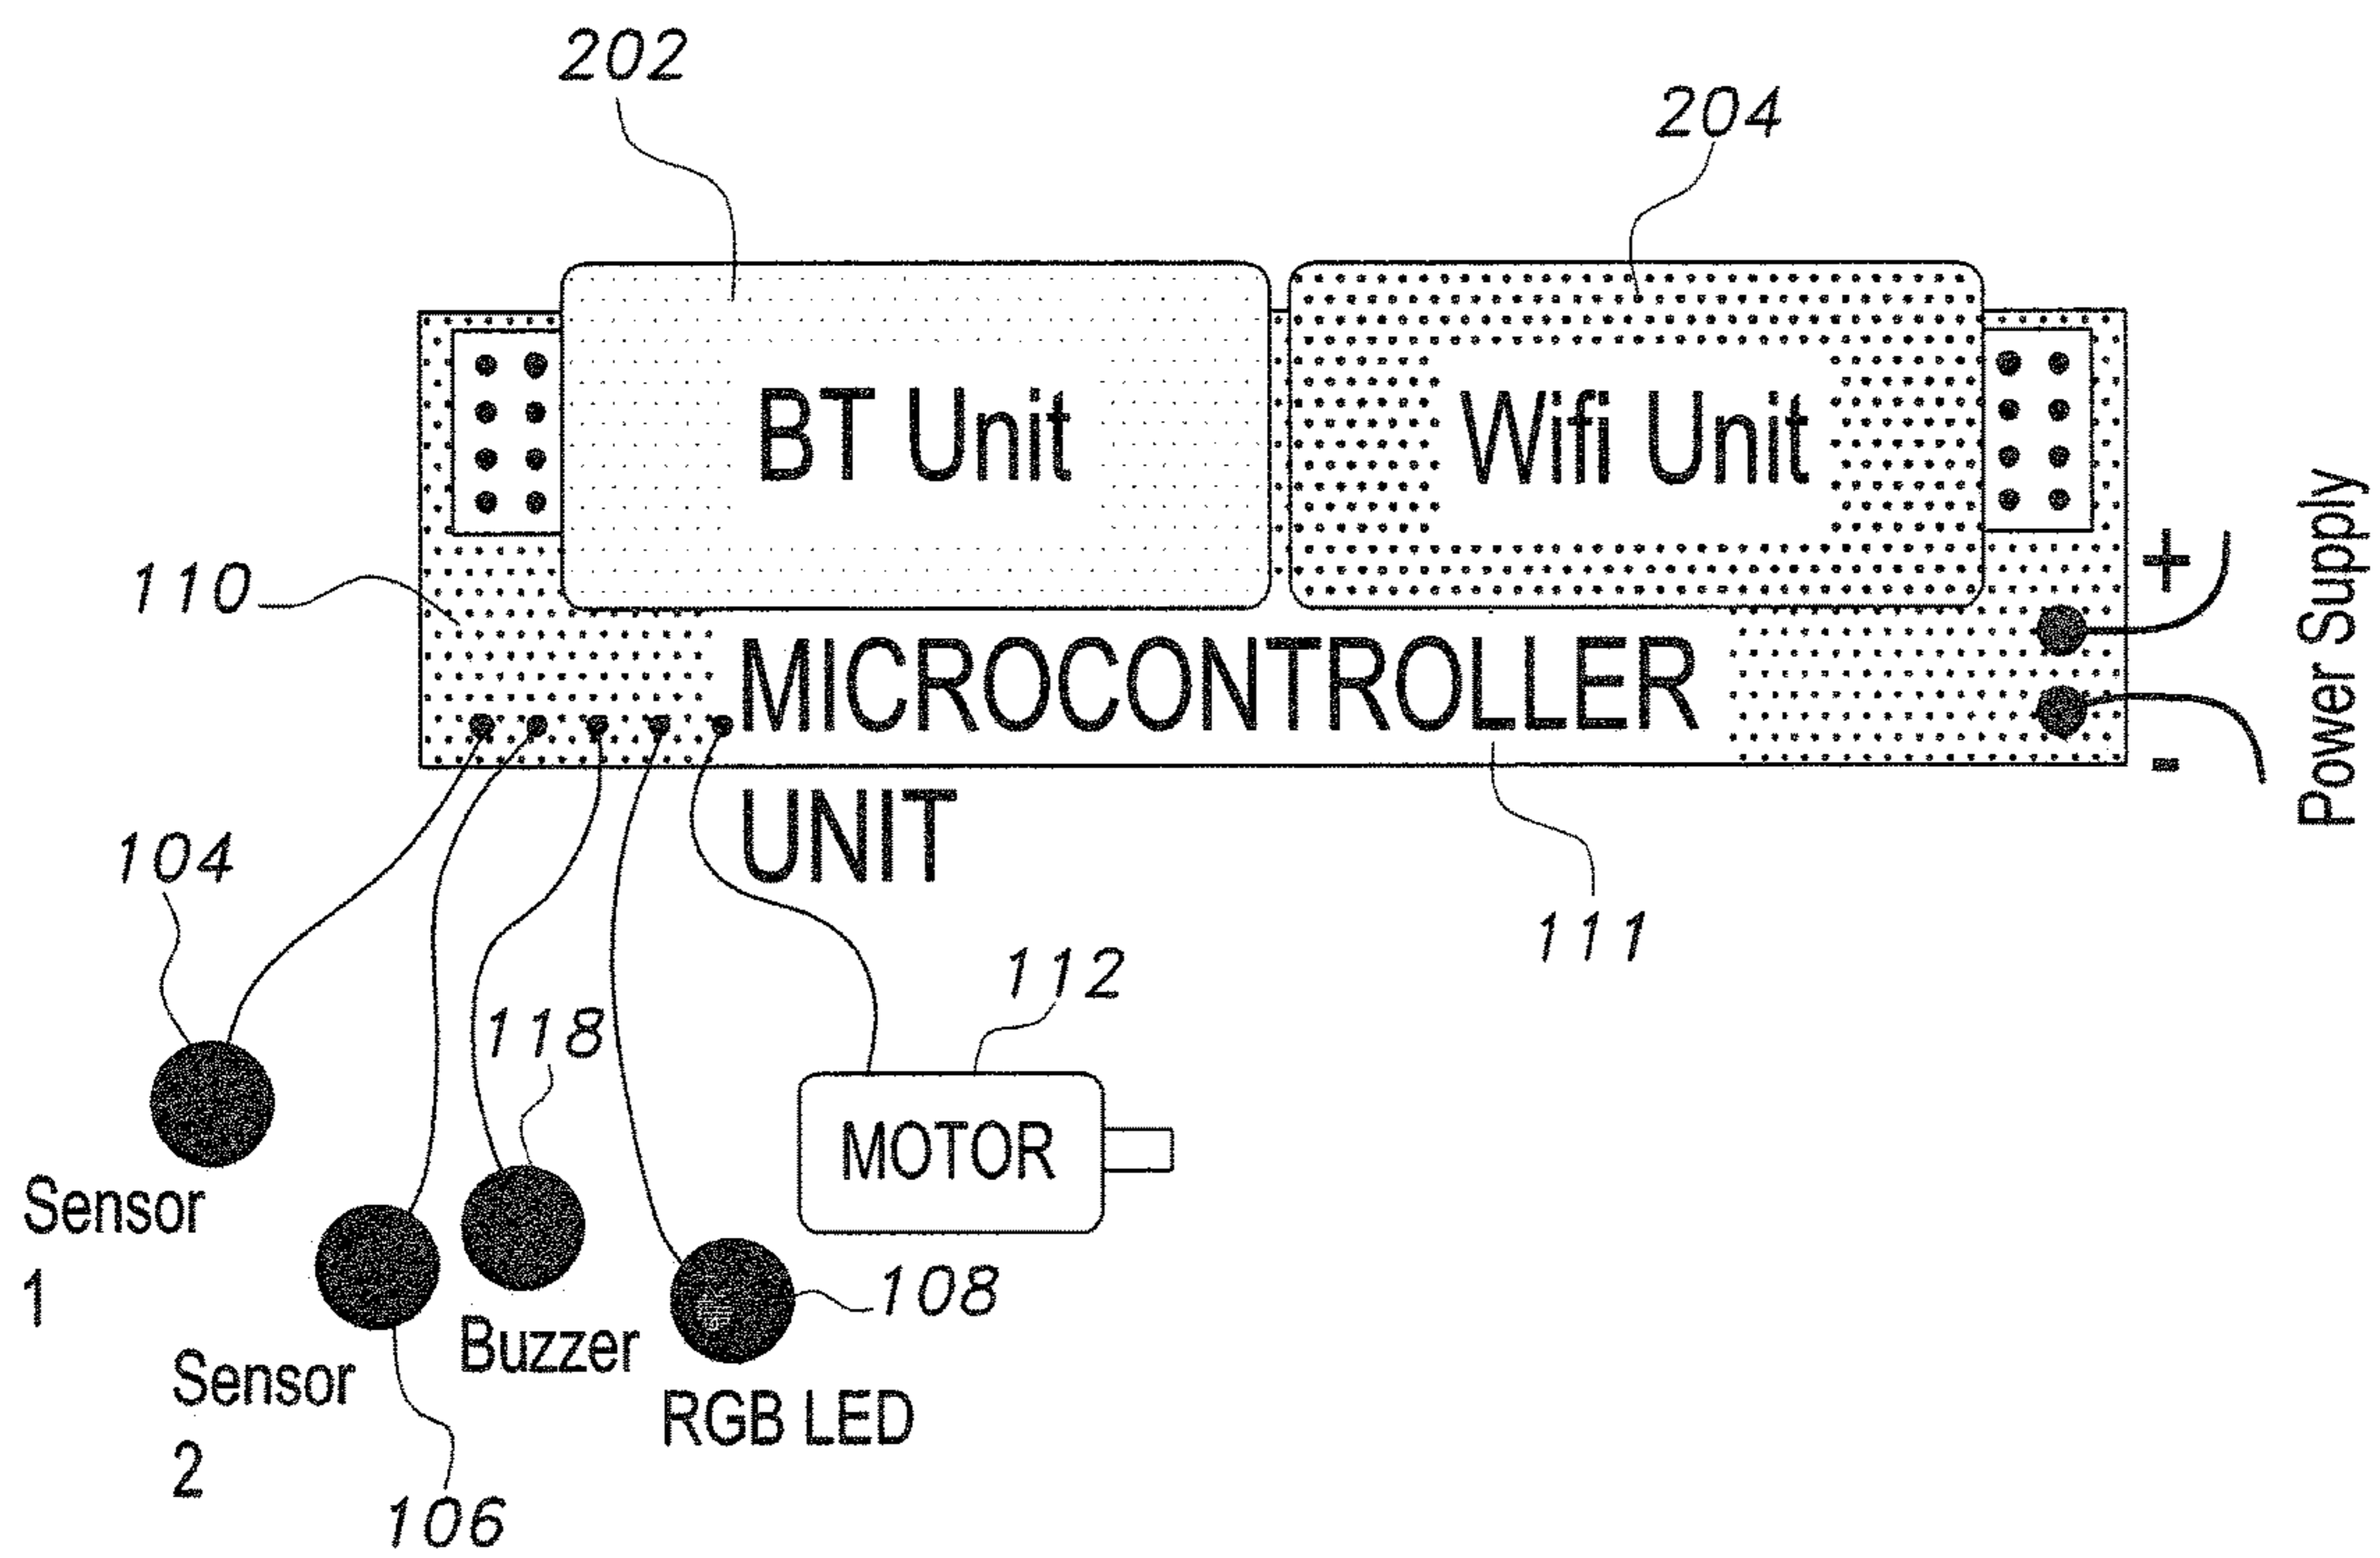 202
204
BT Unit
Wifi Unit
110
+
Power Supply
MICROCONTROLLER
UNIT
-
104
111
112
118
MOTOR
Sensor
1
108
Buzzer
Sensor
2
RGB LED
106